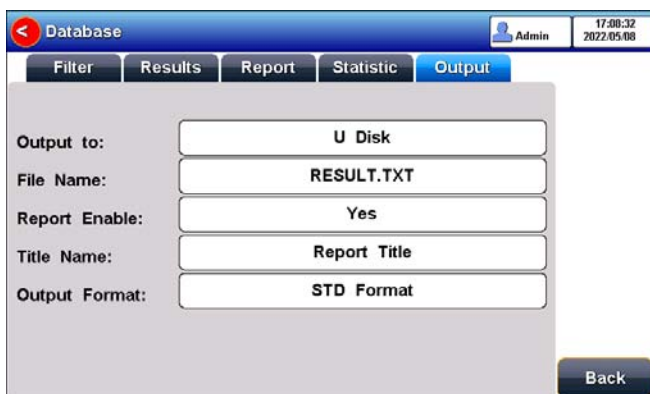 < Database
Admin
17:08:32
2022/05/08
Filter Results Report Statistic Output
Output to: U Disk
File Name: RESULT.TXT
Report Enable: Yes
Title Name: Report Title
Output Format: STD Format
Back